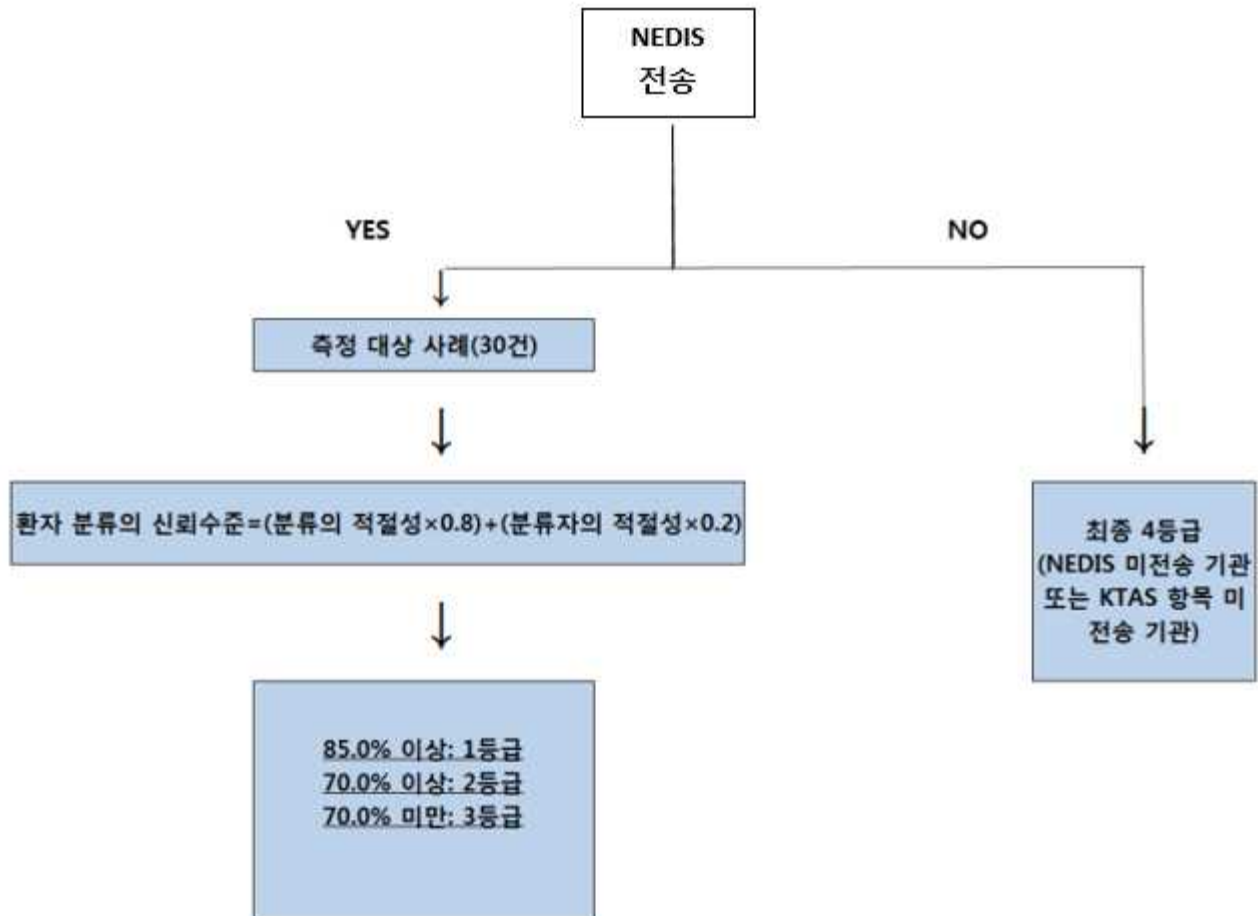 NEDIS
전송
YES
NO
↓
측정 대상 사례(30건)
↓
↓
환자 분류의 신뢰수준=(분류의 적절성×0.8)+(분류자의 적절성×0.2)
최종 4등급
(NEDIS 미전송 기관
또는 KTAS 항목 미
전송 기관)
↓
85.0% 이상: 1등급
70.0% 이상: 2등급
70.0% 미만: 3등급